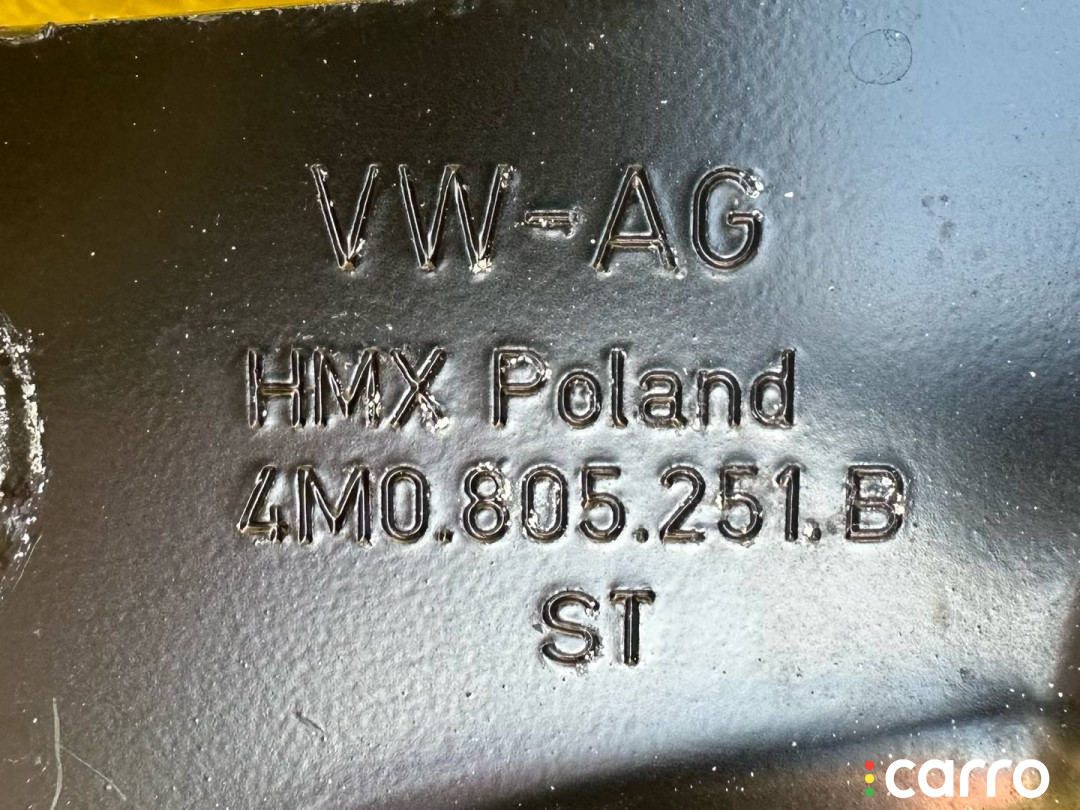 VW-AG
HMX Poland
4M0.805.251.B
ST
carro